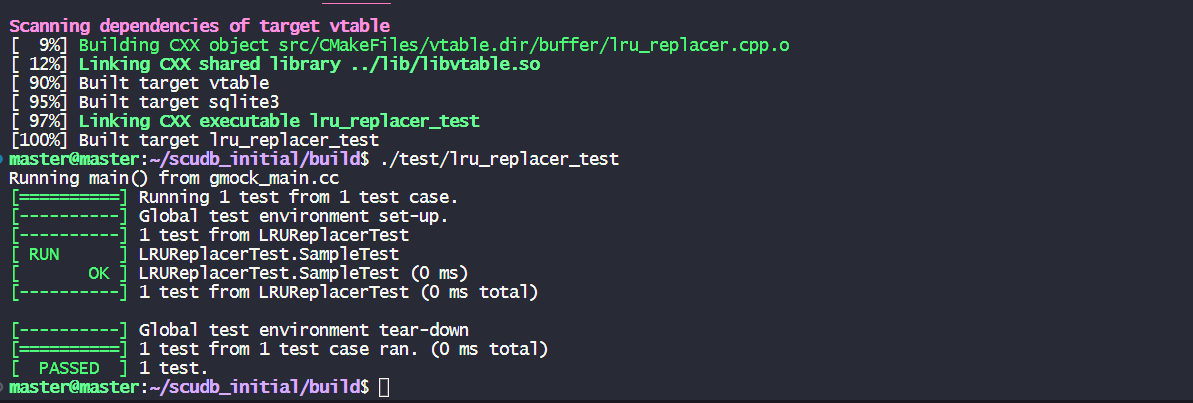 Scanning dependencies of target vtable
[  9%] Building CXX object src/CMakeFiles/vtable.dir/buffer/lru_replacer.cpp.o
[ 12%] Linking CXX shared library ../lib/libvtable.so
[ 90%] Built target vtable
[ 95%] Built target sqlite3
[ 97%] Linking CXX executable lru_replacer_test
[100%] Built target lru_replacer_test
master@master:~/scudb_initial/build$ ./test/lru_replacer_test
Running main() from gmock_main.cc
[==========] Running 1 test from 1 test case.
[----------] Global test environment set-up.
[----------] 1 test from LRUReplacerTest
[ RUN      ] LRUReplacerTest.SampleTest
[       OK ] LRUReplacerTest.SampleTest (0 ms)
[----------] 1 test from LRUReplacerTest (0 ms total)

[----------] Global test environment tear-down
[==========] 1 test from 1 test case ran. (0 ms total)
[  PASSED  ] 1 test.
master@master:~/scudb_initial/build$